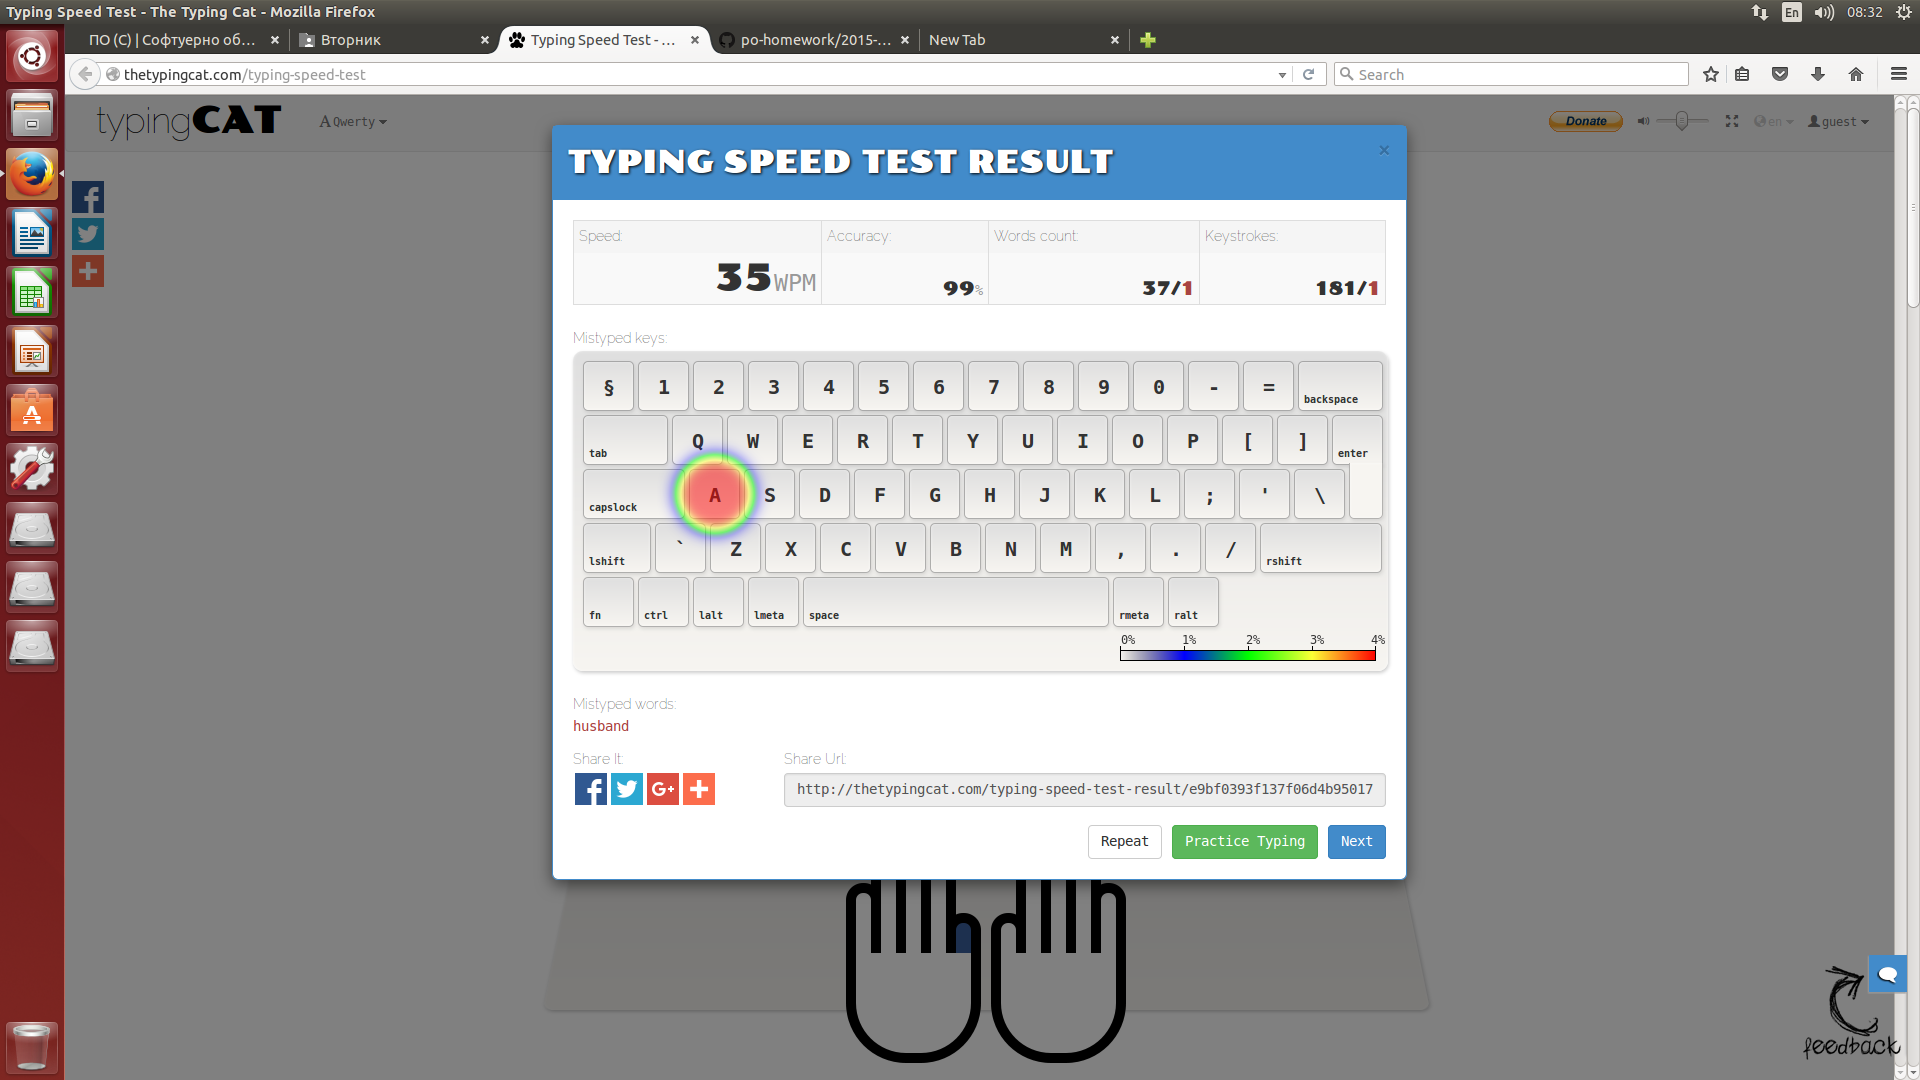 Typing Speed Test - The Typing Cat - Mozilla Firefox
En
08:32
ПО (C) | Софтуерно об...
Вторник
Typing Speed Test - ...
po-homework/2015-...
New Tab
thetypingcat.com/typing-speed-test
Search
typingCAT
A Qwerty
Donate
en
guest
TYPING SPEED TEST RESULT
×
Speed:
Accuracy:
Words count:
Keystrokes:
35 WPM
99%
37/1
181/1
Mistyped keys:
§ 1 2 3 4 5 6 7 8 9 0 - = backspace
tab Q W E R T Y U I O P [ ] enter
capslock A S D F G H J K L ; ' \
lshift ` Z X C V B N M , . / rshift
fn ctrl lalt lmeta space rmeta ralt
0% 1% 2% 3% 4%
Mistyped words:
husband
Share It:
Share Url:
http://thetypingcat.com/typing-speed-test-result/e9bf0393f137f06d4b95017
Repeat
Practice Typing
Next
feedback